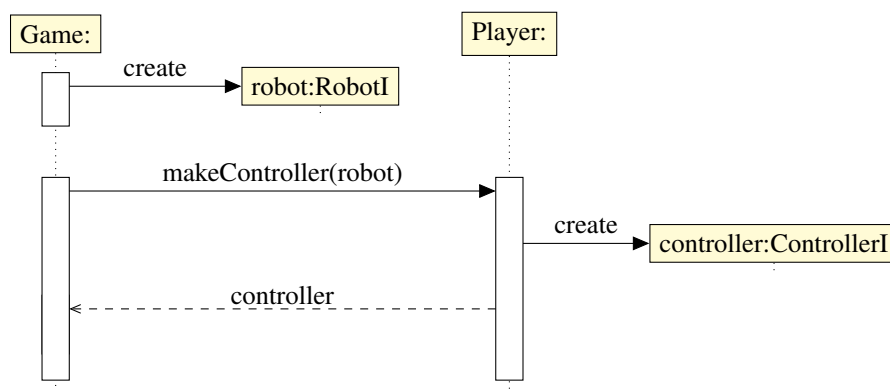 Game:
Player:
create
robot:RobotI
makeController(robot)
create
controller:ControllerI
controller